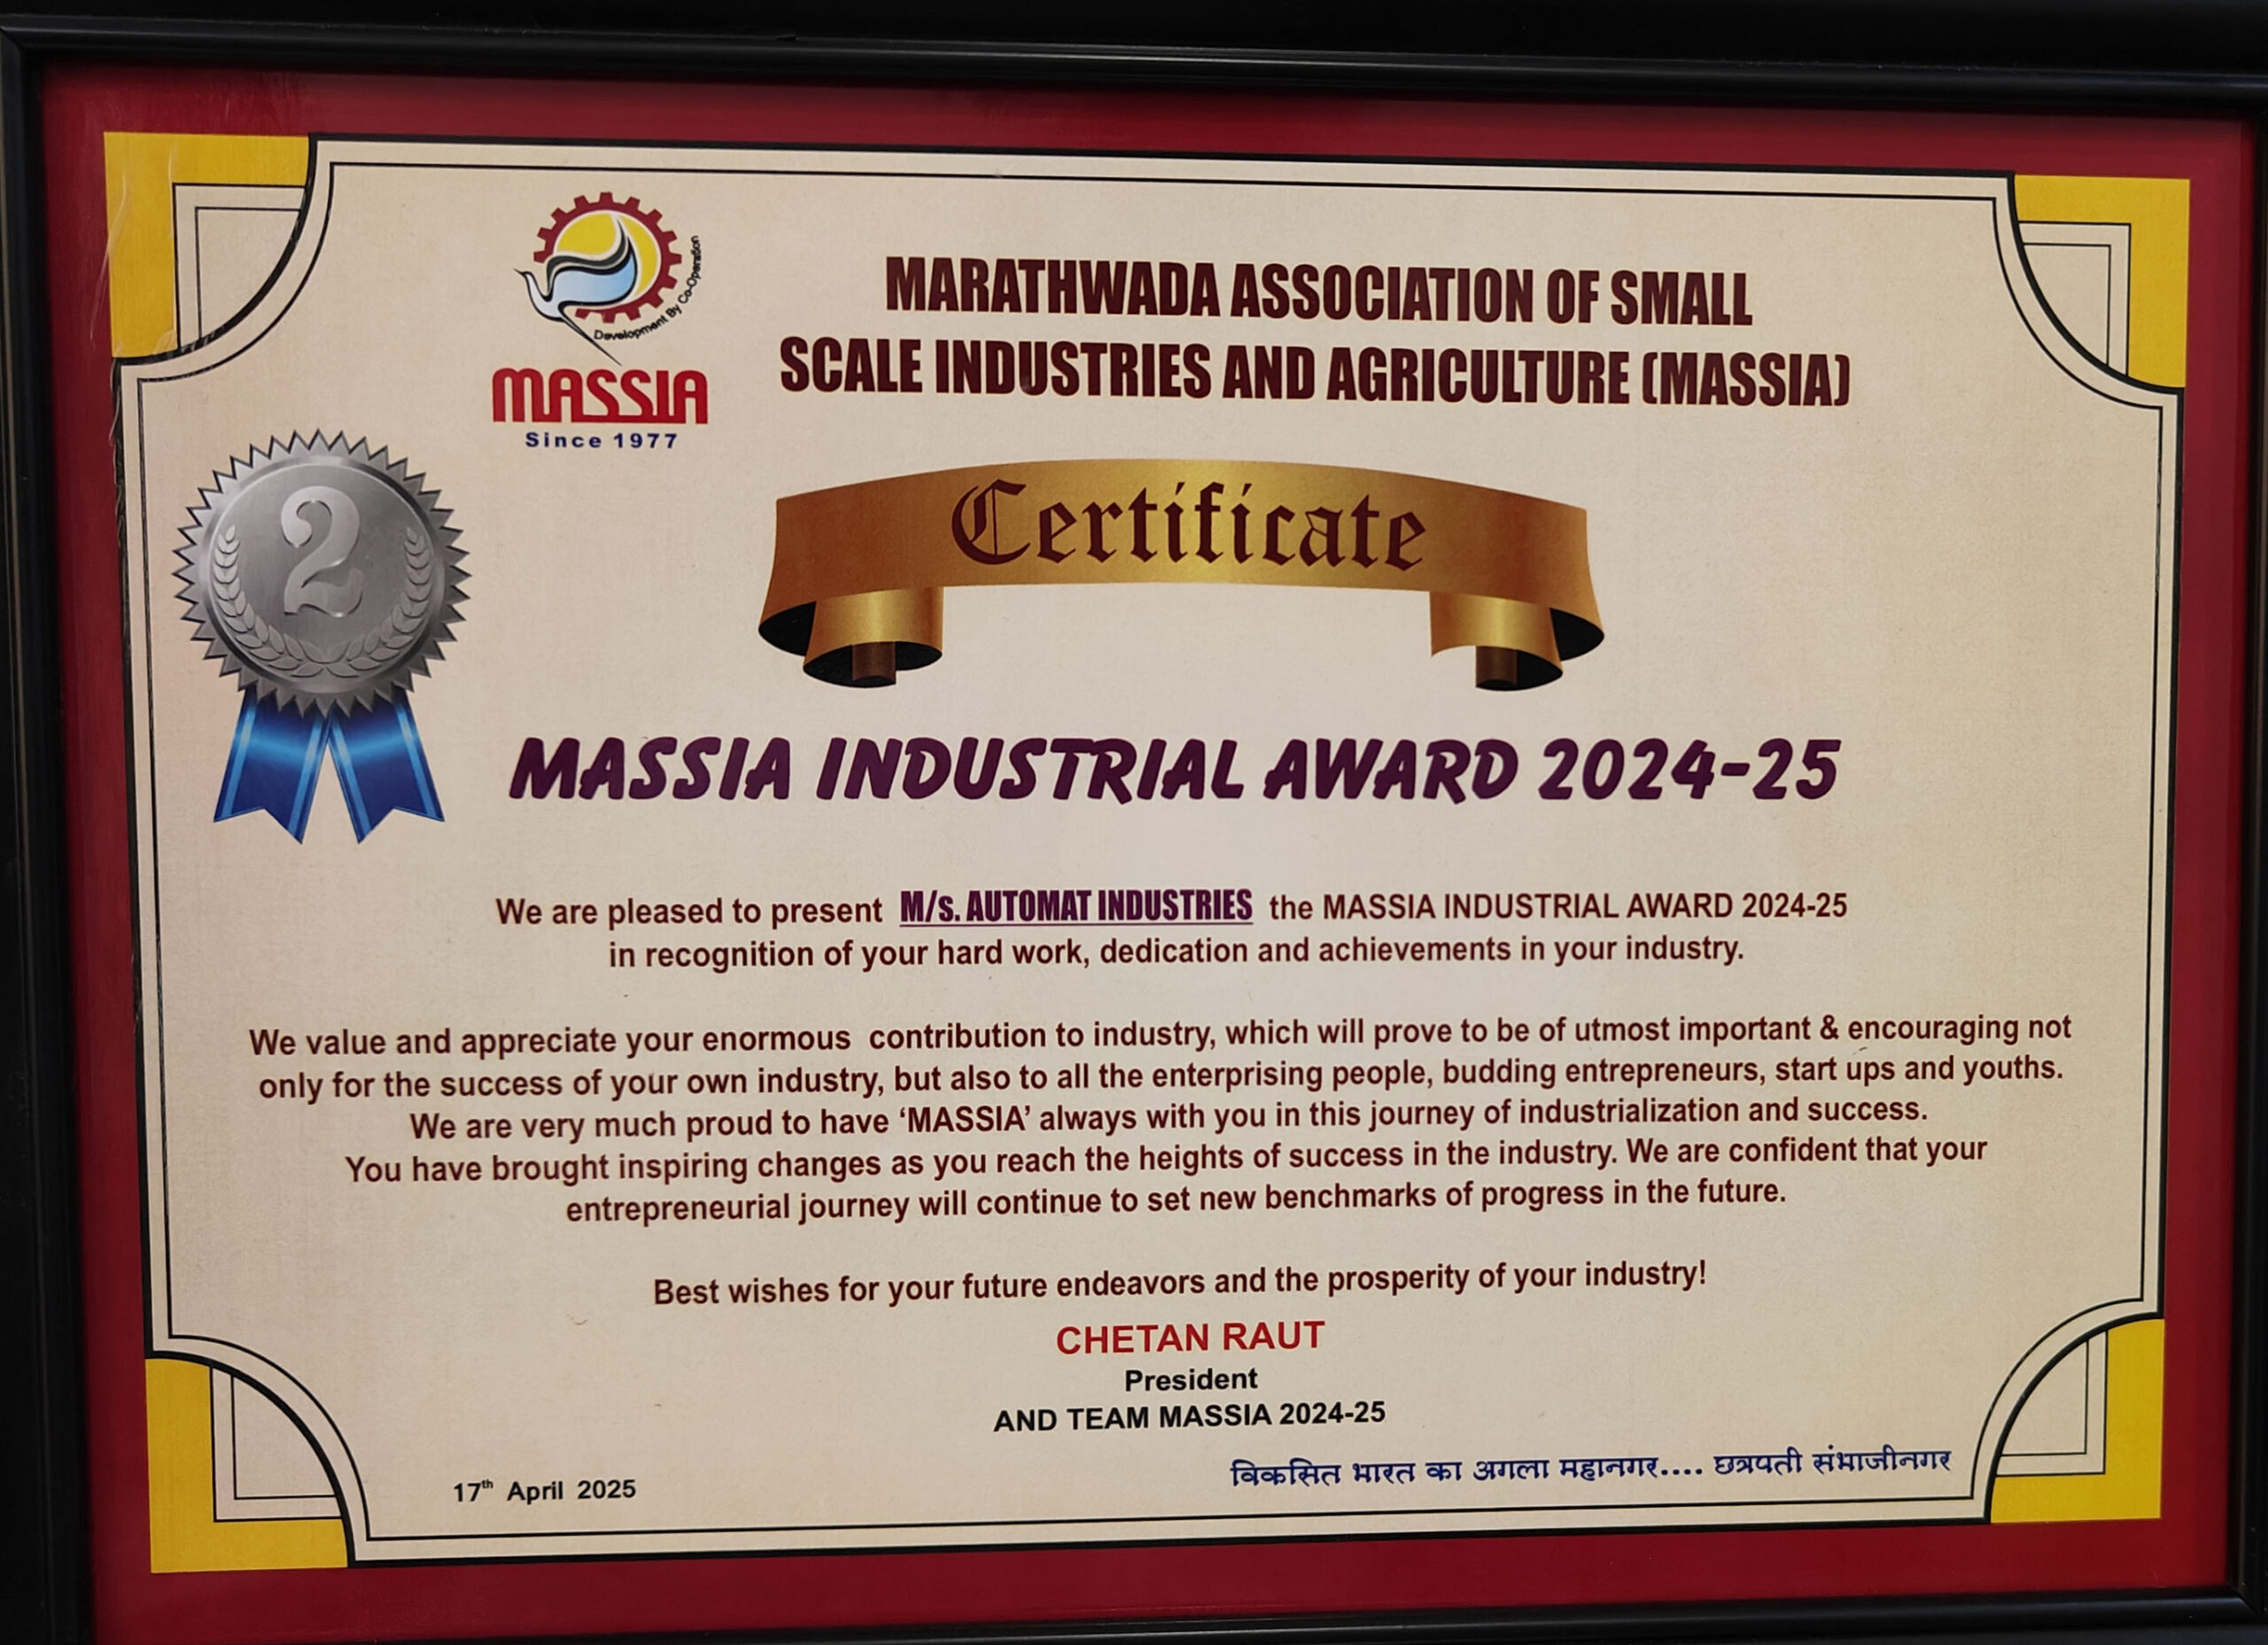 Development By Co-Operation
MASSIA
Since 1977
MARATHWADA ASSOCIATION OF SMALL
SCALE INDUSTRIES AND AGRICULTURE (MASSIA)
2
Certificate
MASSIA INDUSTRIAL AWARD 2024-25
We are pleased to present M/s. AUTOMAT INDUSTRIES the MASSIA INDUSTRIAL AWARD 2024-25
in recognition of your hard work, dedication and achievements in your industry.
We value and appreciate your enormous contribution to industry, which will prove to be of utmost important & encouraging not
only for the success of your own industry, but also to all the enterprising people, budding entrepreneurs, start ups and youths.
We are very much proud to have ‘MASSIA’ always with you in this journey of industrialization and success.
You have brought inspiring changes as you reach the heights of success in the industry. We are confident that your
entrepreneurial journey will continue to set new benchmarks of progress in the future.
Best wishes for your future endeavors and the prosperity of your industry!
CHETAN RAUT
President
AND TEAM MASSIA 2024-25
17th April 2025
विकसित भारत का अगला महानगर.... छत्रपती संभाजीनगर